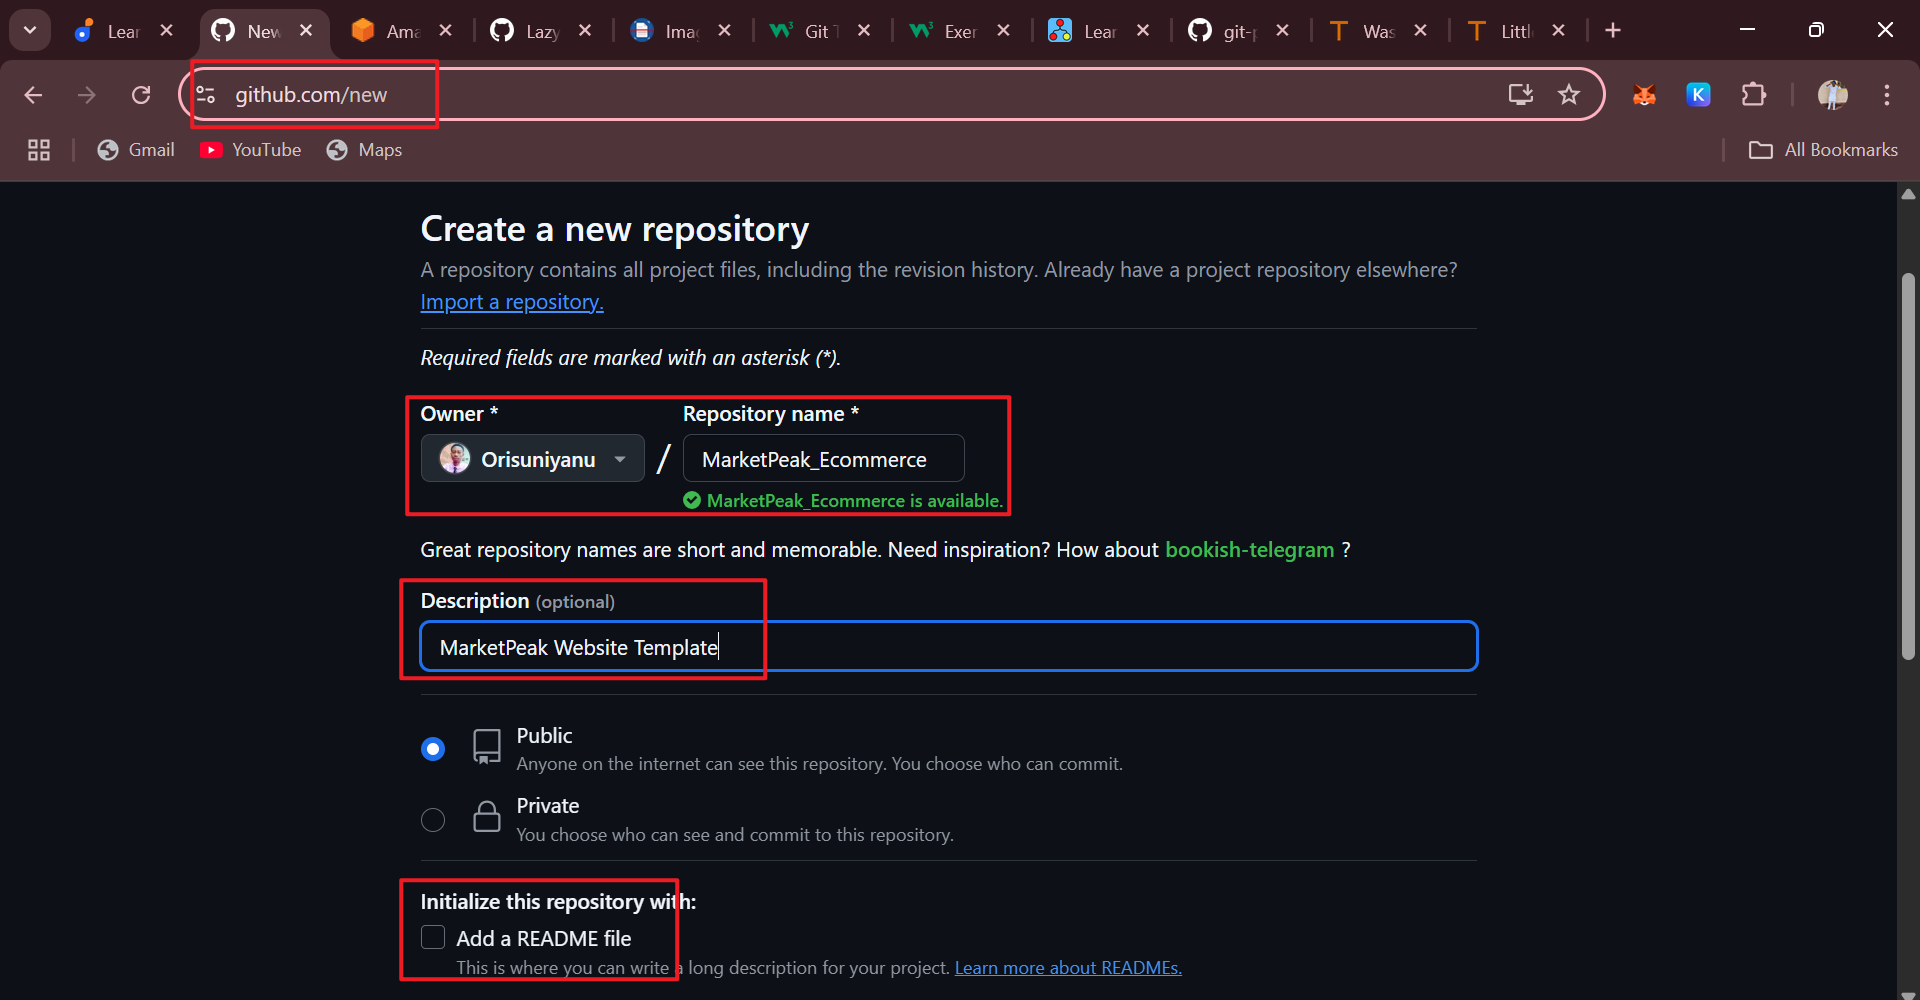 Lear
New
Ama
Lazy
Ima
Git T
Exer
Lear
git-p
Was
Littl
github.com/new
Gmail
YouTube
Maps
All Bookmarks
Create a new repository
A repository contains all project files, including the revision history. Already have a project repository elsewhere?
Import a repository.
Required fields are marked with an asterisk (*).
Owner *
Repository name *
Orisuniyanu
/
MarketPeak_Ecommerce
MarketPeak_Ecommerce is available.
Great repository names are short and memorable. Need inspiration? How about bookish-telegram ?
Description (optional)
MarketPeak Website Template
Public
Anyone on the internet can see this repository. You choose who can commit.
Private
You choose who can see and commit to this repository.
Initialize this repository with:
Add a README file
This is where you can write a long description for your project. Learn more about READMEs.